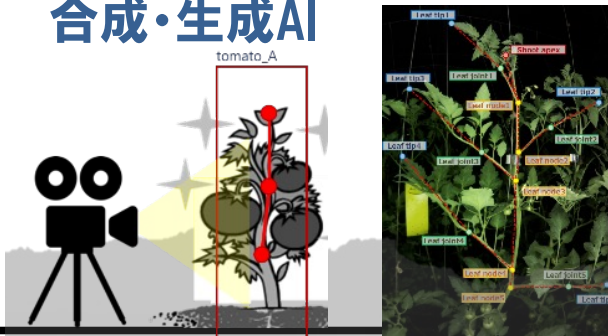 合成・生成AI
tomato_A
Leaf tip1
Shoot apex
Leaf joint1
Leaf tip3
Leaf tip2
Leaf node1
Leaf joint2
Leaf tip4
Leaf joint3
Leaf node2
Leaf node3
Leaf joint4
Leaf node4
Leaf joint5
Leaf node5